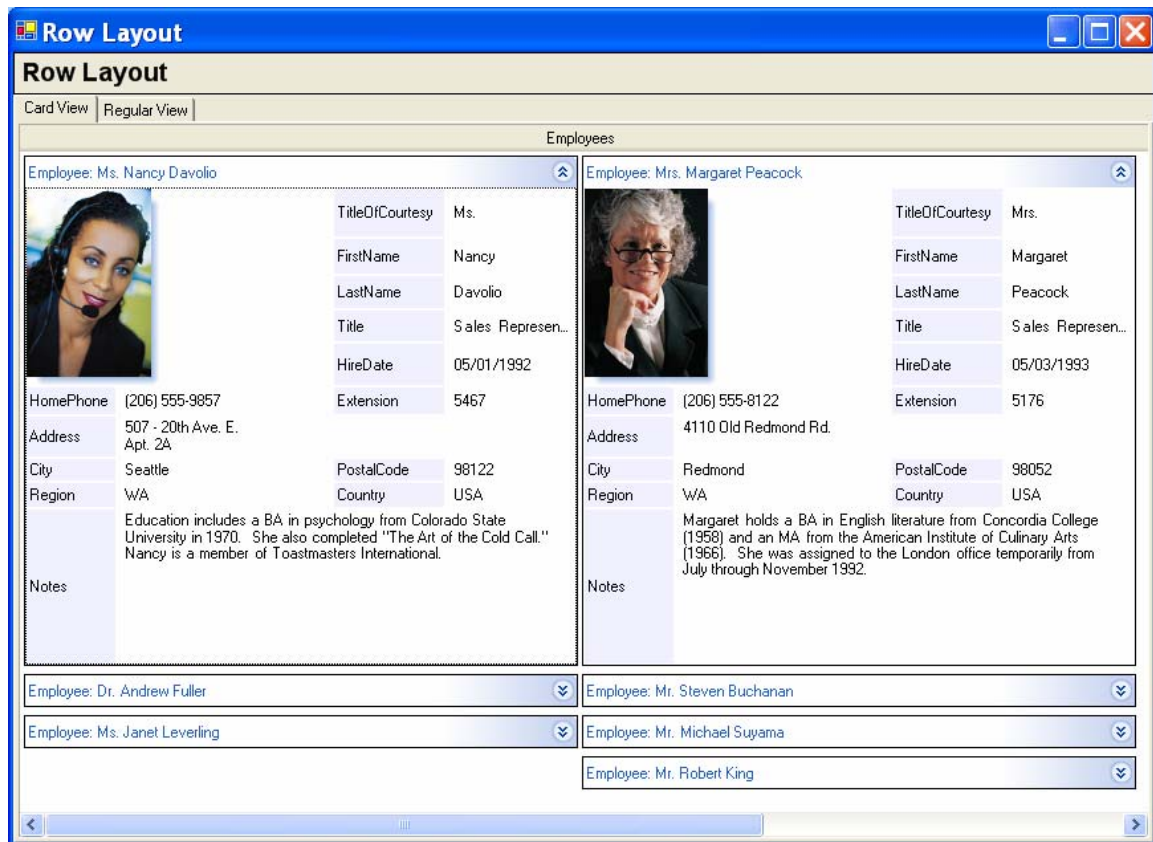 Row Layout
Row Layout
Card View
Regular View
Employees
Employee: Ms. Nancy Davolio
TitleOfCourtesy Ms.
FirstName Nancy
LastName Davolio
Title Sales Represen...
HireDate 05/01/1992
HomePhone (206) 555-9857 Extension 5467
Address 507 - 20th Ave. E.
Apt. 2A
City Seattle PostalCode 98122
Region WA Country USA
Notes
Education includes a BA in psychology from Colorado State
University in 1970.  She also completed "The Art of the Cold Call."
Nancy is a member of Toastmasters International.
Employee: Dr. Andrew Fuller
Employee: Ms. Janet Leverling
Employee: Mrs. Margaret Peacock
TitleOfCourtesy Mrs.
FirstName Margaret
LastName Peacock
Title Sales Represen...
HireDate 05/03/1993
HomePhone (206) 555-8122 Extension 5176
Address 4110 Old Redmond Rd.
City Redmond PostalCode 98052
Region WA Country USA
Notes
Margaret holds a BA in English literature from Concordia College
(1958) and an MA from the American Institute of Culinary Arts
(1966).  She was assigned to the London office temporarily from
July through November 1992.
Employee: Mr. Steven Buchanan
Employee: Mr. Michael Suyama
Employee: Mr. Robert King